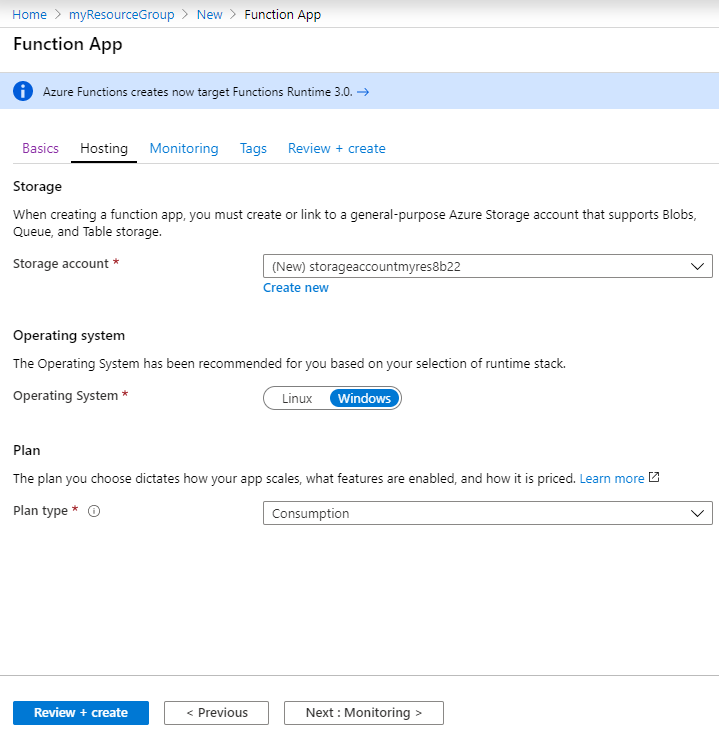 Home > myResourceGroup > New > Function App
Function App
Azure Functions creates now target Functions Runtime 3.0. →
Basics Hosting Monitoring Tags Review + create
Storage
When creating a function app, you must create or link to a general-purpose Azure Storage account that supports Blobs,
Queue, and Table storage.
Storage account * (New) storageaccountmyres8b22
Create new
Operating system
The Operating System has been recommended for you based on your selection of runtime stack.
Operating System * Linux Windows
Plan
The plan you choose dictates how your app scales, what features are enabled, and how it is priced. Learn more
Plan type * Consumption
Review + create < Previous Next : Monitoring >